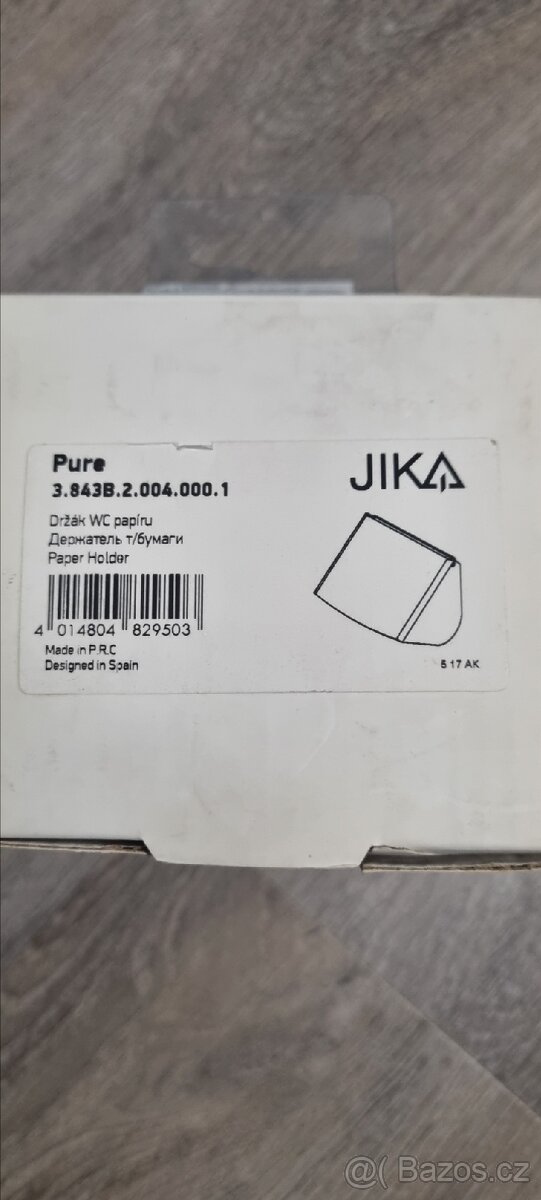 Pure
3.843B.2.004.000.1
JIKA
Držák WC papíru
Держатель т/бумаги
Paper Holder
4 014804 829503
Made in P.R.C
Designed in Spain
5 17 AK
@( Bazos.cz